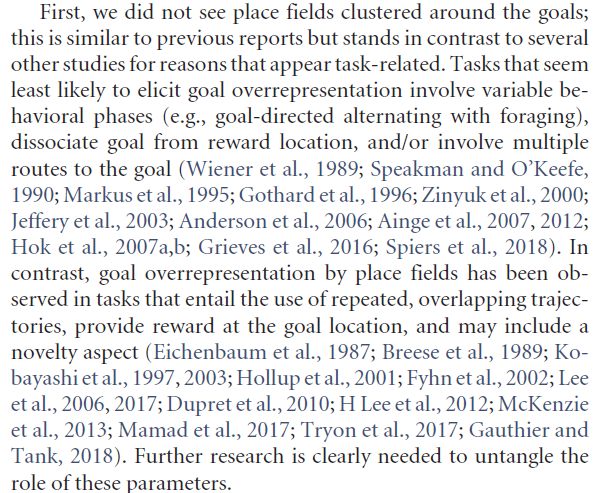 First, we did not see place fields clustered around the goals;
this is similar to previous reports but stands in contrast to several
other studies for reasons that appear task-related. Tasks that seem
least likely to elicit goal overrepresentation involve variable be-
havioral phases (e.g., goal-directed alternating with foraging),
dissociate goal from reward location, and/or involve multiple
routes to the goal (Wiener et al., 1989; Speakman and O’Keefe,
1990; Markus et al., 1995; Gothard et al., 1996; Zinyuk et al., 2000;
Jeffery et al., 2003; Anderson et al., 2006; Ainge et al., 2007, 2012;
Hok et al., 2007a,b; Grieves et al., 2016; Spiers et al., 2018). In
contrast, goal overrepresentation by place fields has been ob-
served in tasks that entail the use of repeated, overlapping trajec-
tories, provide reward at the goal location, and may include a
novelty aspect (Eichenbaum et al., 1987; Breese et al., 1989; Ko-
bayashi et al., 1997, 2003; Hollup et al., 2001; Fyhn et al., 2002; Lee
et al., 2006, 2017; Dupret et al., 2010; H Lee et al., 2012; McKenzie
et al., 2013; Mamad et al., 2017; Tryon et al., 2017; Gauthier and
Tank, 2018). Further research is clearly needed to untangle the
role of these parameters.